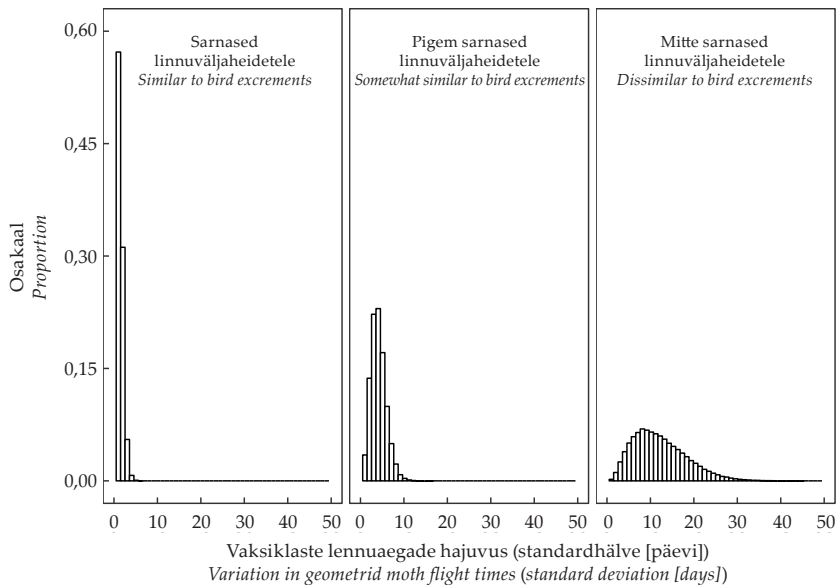 Sarnased
linnuväljaheidetele
Similar to bird excrements
Pigem sarnased
linnuväljaheidetele
Somewhat similar to bird excrements
Mitte sarnased
linnuväljaheidetele
Dissimilar to bird excrements
Osakaal
Proportion
0,60
0,45
0,30
0,15
0,00
0 10 20 30 40 50
0 10 20 30 40 50
0 10 20 30 40 50
Vaksiklaste lennuaegade hajuvus (standardhälve [päevi])
Variation in geometrid moth flight times (standard deviation [days])